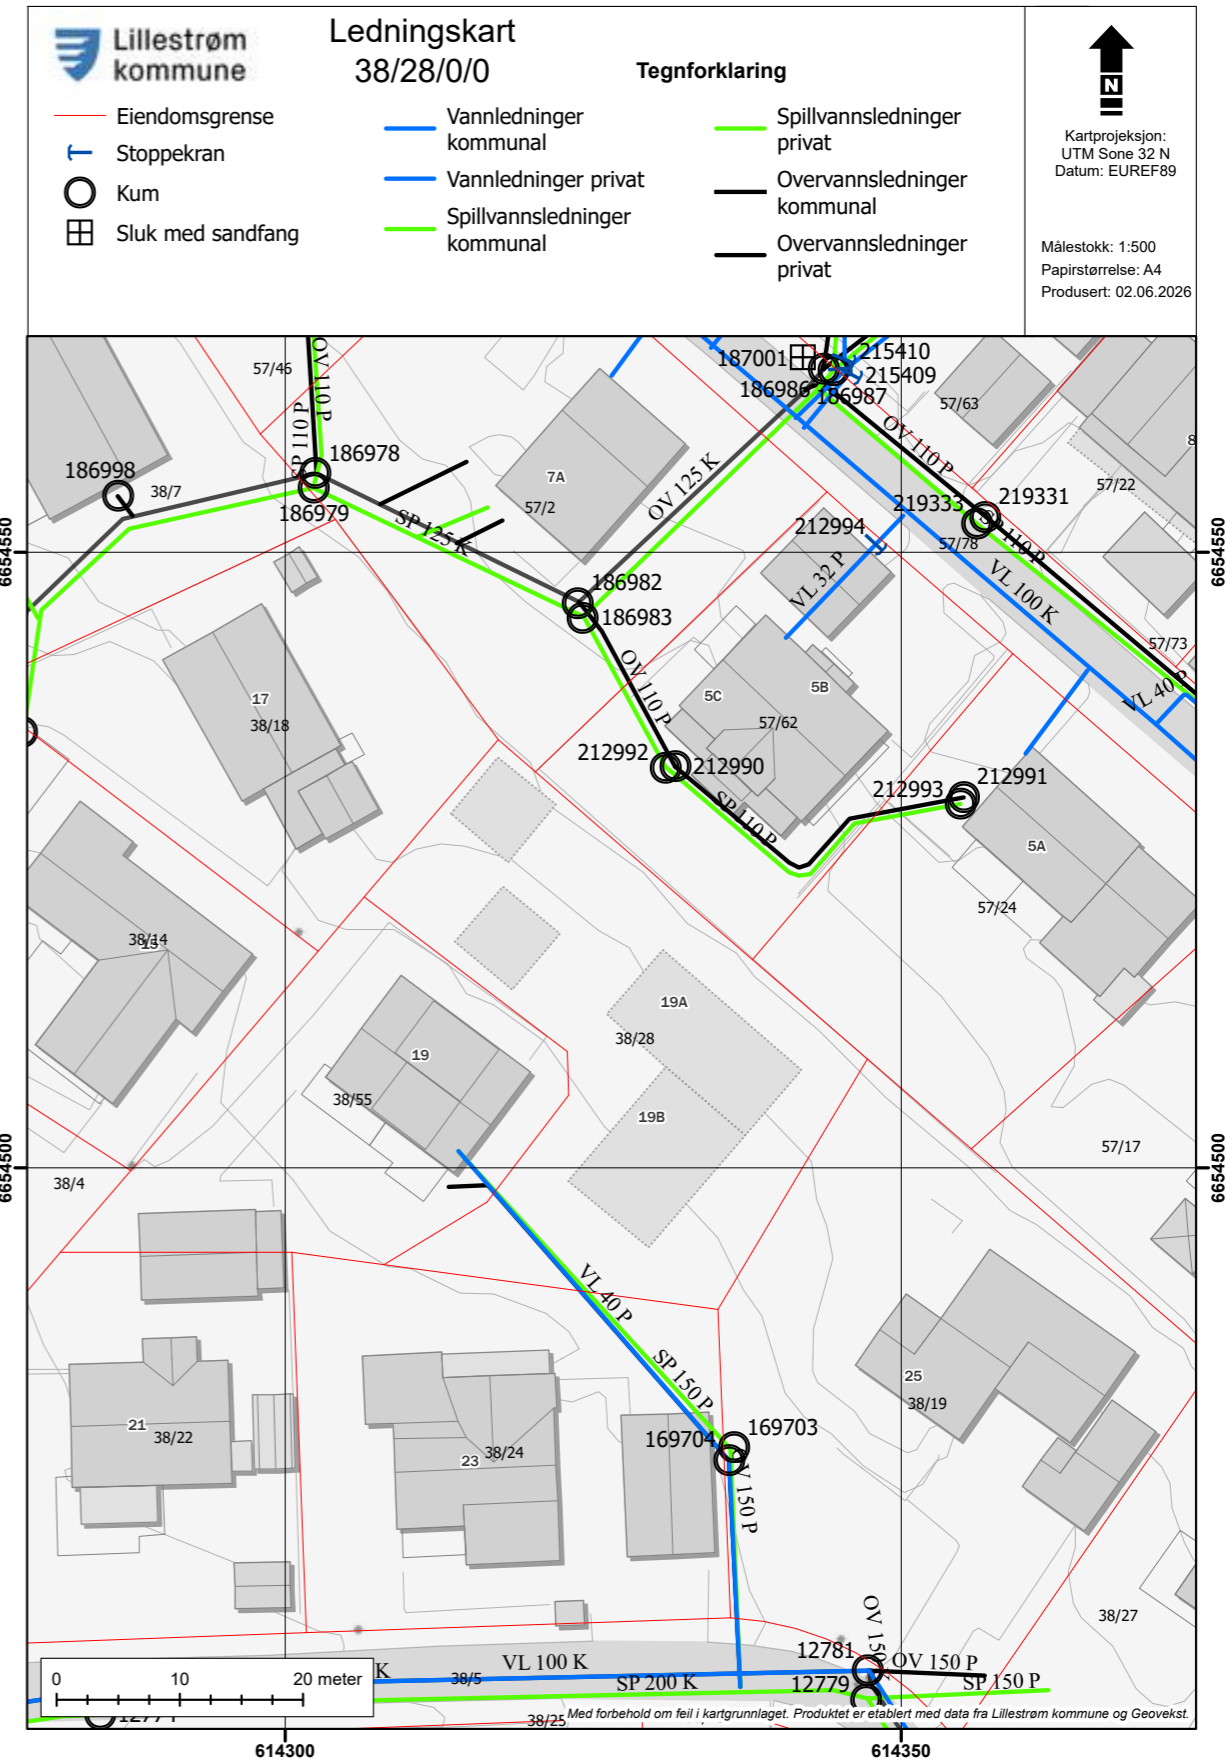 Lillestrøm
kommune
Ledningskart
38/28/0/0
Tegnforklaring
Eiendomsgrense
Stoppekran
Kum
Sluk med sandfang
Vannledninger
kommunal
Vannledninger privat
Spillvannsledninger
kommunal
Spillvannsledninger
privat
Overvannsledninger
kommunal
Overvannsledninger
privat
N
Kartprojeksjon:
UTM Sone 32 N
Datum: EUREF89
Målestokk: 1:500
Papirstørrelse: A4
Produsert: 02.06.2026
57/46
OV 110 P
187001
215410
215409
186986
186987
57/63
OV 110 P
8
SP 110 P
186978
186998
38/7
186979
7A
57/2
OV 125 K
SP 125 K
57/22
219333
219331
SP 110 P
57/78
212994
VL 32 P
VL 100 K
6654550
6654550
186982
186983
57/73
VL 40 P
17
38/18
OV 110 P
5C
5B
57/62
212992
212990
SP 110 P
212993
212991
5A
57/24
38/14
15
19A
38/28
19
38/55
19B
57/17
6654500
6654500
38/4
VL 40 P
SP 150 P
25
38/19
21
38/22
23
38/24
169704
169703
V 150 P
38/27
OV 150
12781
OV 150 P
VL 100 K
K
38/5
SP 200 K
12779
SP 150 P
0
10
20 meter
38/25
Med forbehold om feil i kartgrunnlaget. Produktet er etablert med data fra Lillestrøm kommune og Geovekst.
614300
614350